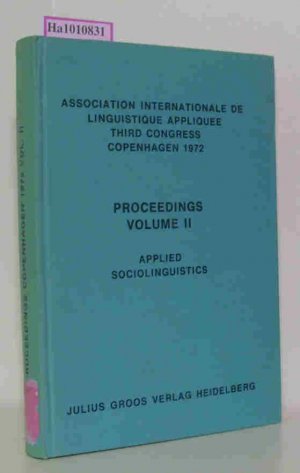 Ha1010831
ASSOCIATION INTERNATIONALE DE
LINGUISTIQUE APPLIQUEE
THIRD CONGRESS
COPENHAGEN 1972
PROCEEDINGS
VOLUME II
APPLIED
SOCIOLINGUISTICS
JULIUS GROOS VERLAG HEIDELBERG
PROCEEDINGS COPENHAGEN 1972 VOL. II